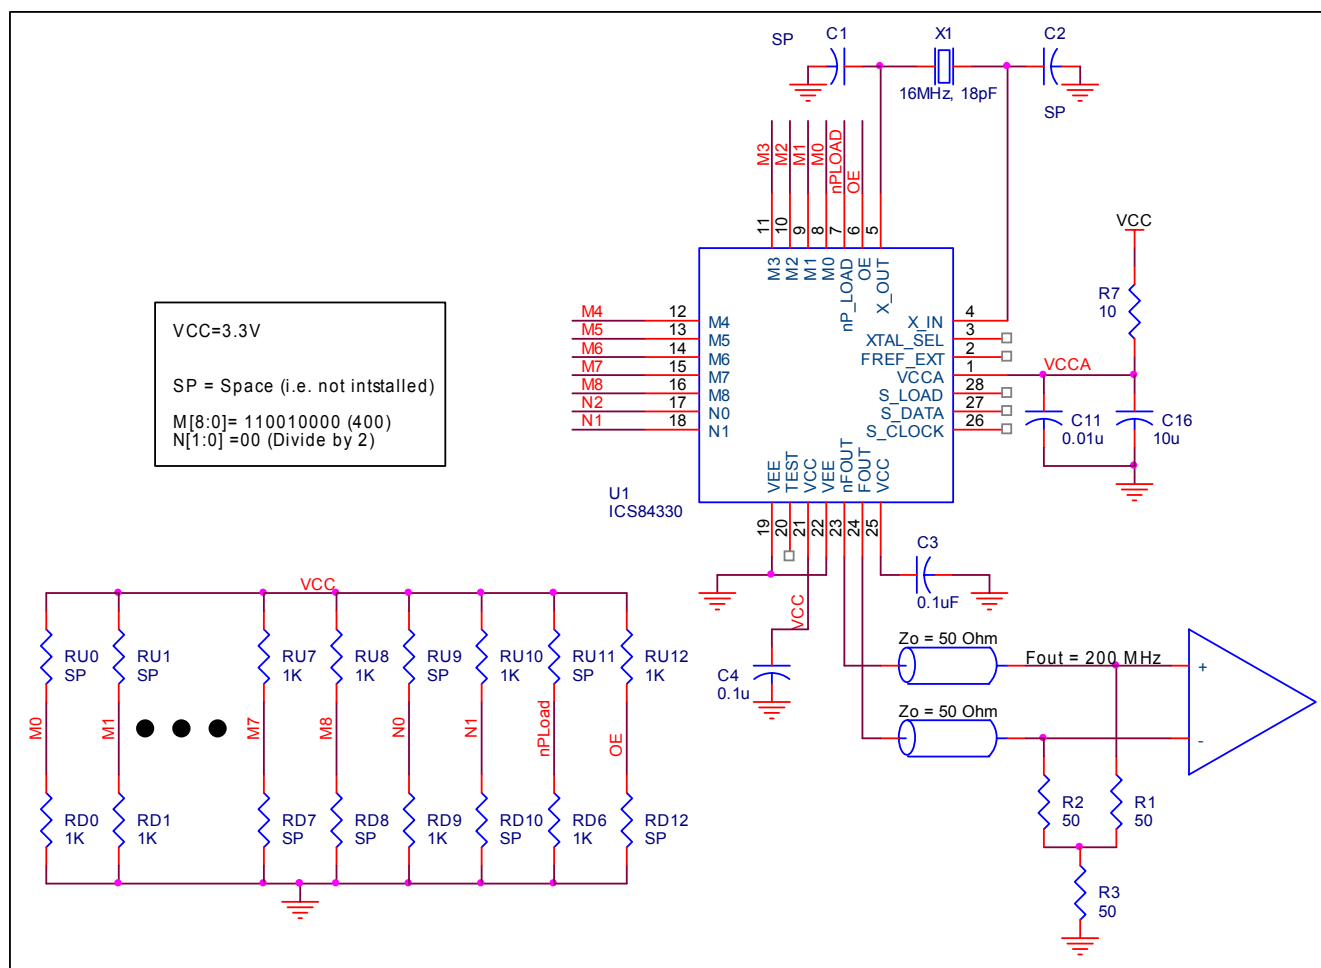 SP
C1
X1
C2
16MHz, 18pF
SP
M3
M2
M1
M0
nPLOAD
OE
11
10
9
8
7
6
5
VCC
M3
M2
M1
M0
nP_LOAD
OE
X_OUT
R7
10
VCC=3.3V
SP = Space (i.e. not intstalled)
M[8:0]= 110010000 (400)
N[1:0] =00 (Divide by 2)
M4 12 M4
M5 13 M5
M6 14 M6
M7 15 M7
M8 16 M8
N2 17 N0
N1 18 N1
X_IN 4
XTAL_SEL 3
FREF_EXT 2
VCCA 1 VCCA
S_LOAD 28
S_DATA 27
S_CLOCK 26
C11
0.01u
C16
10u
VEE
TEST
VCC
VEE
nFOUT
FOUT
VCC
U1
ICS84330
19
20
21
22
23
24
25
C3
0.1uF
VCC
C4
0.1u
Zo = 50 Ohm
Fout = 200 MHz
Zo = 50 Ohm
+
-
R2
50
R1
50
R3
50
VCC
RU0
SP
RU1
SP
RU7
1K
RU8
1K
RU9
SP
RU10
1K
RU11
SP
RU12
1K
M0
M1
M7
M8
N0
N1
nPLoad
OE
RD0
1K
RD1
1K
RD7
SP
RD8
SP
RD9
1K
RD10
SP
RD6
1K
RD12
SP